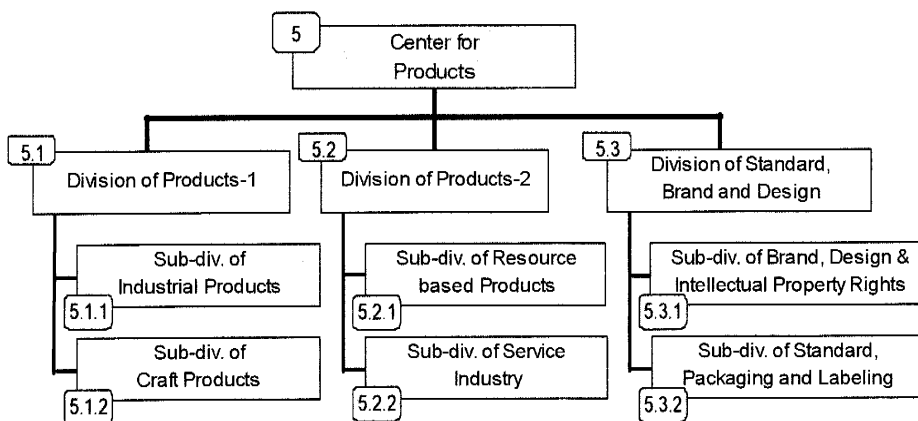 5
Center for
Products
5.1
Division of Products-1
5.2
Division of Products-2
5.3
Division of Standard,
Brand and Design
Sub-div. of
Industrial Products
5.1.1
Sub-div. of
Craft Products
5.1.2
Sub-div. of Resource
based Products
5.2.1
Sub-div. of Service
Industry
5.2.2
Sub-div. of Brand, Design &
Intellectual Property Rights
5.3.1
Sub-div. of Standard,
Packaging and Labeling
5.3.2